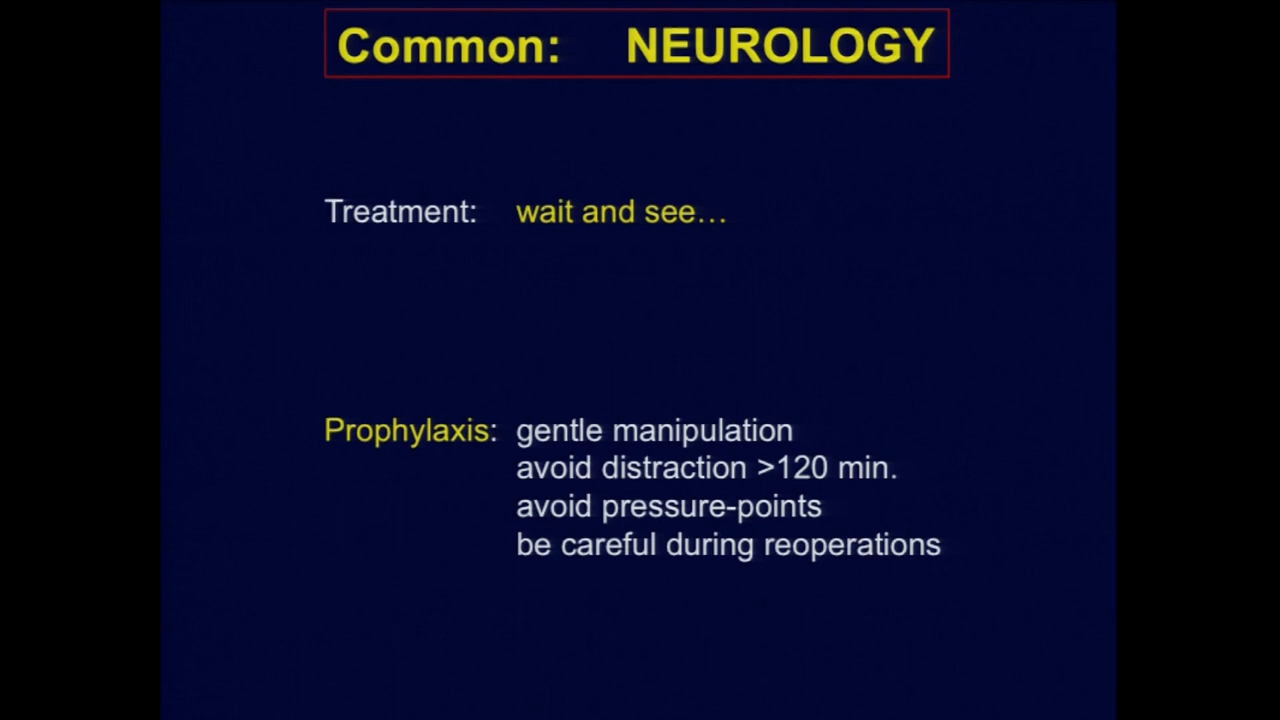 Common: NEUROLOGY
Treatment: wait and see…
Prophylaxis: gentle manipulation
avoid distraction >120 min.
avoid pressure-points
be careful during reoperations